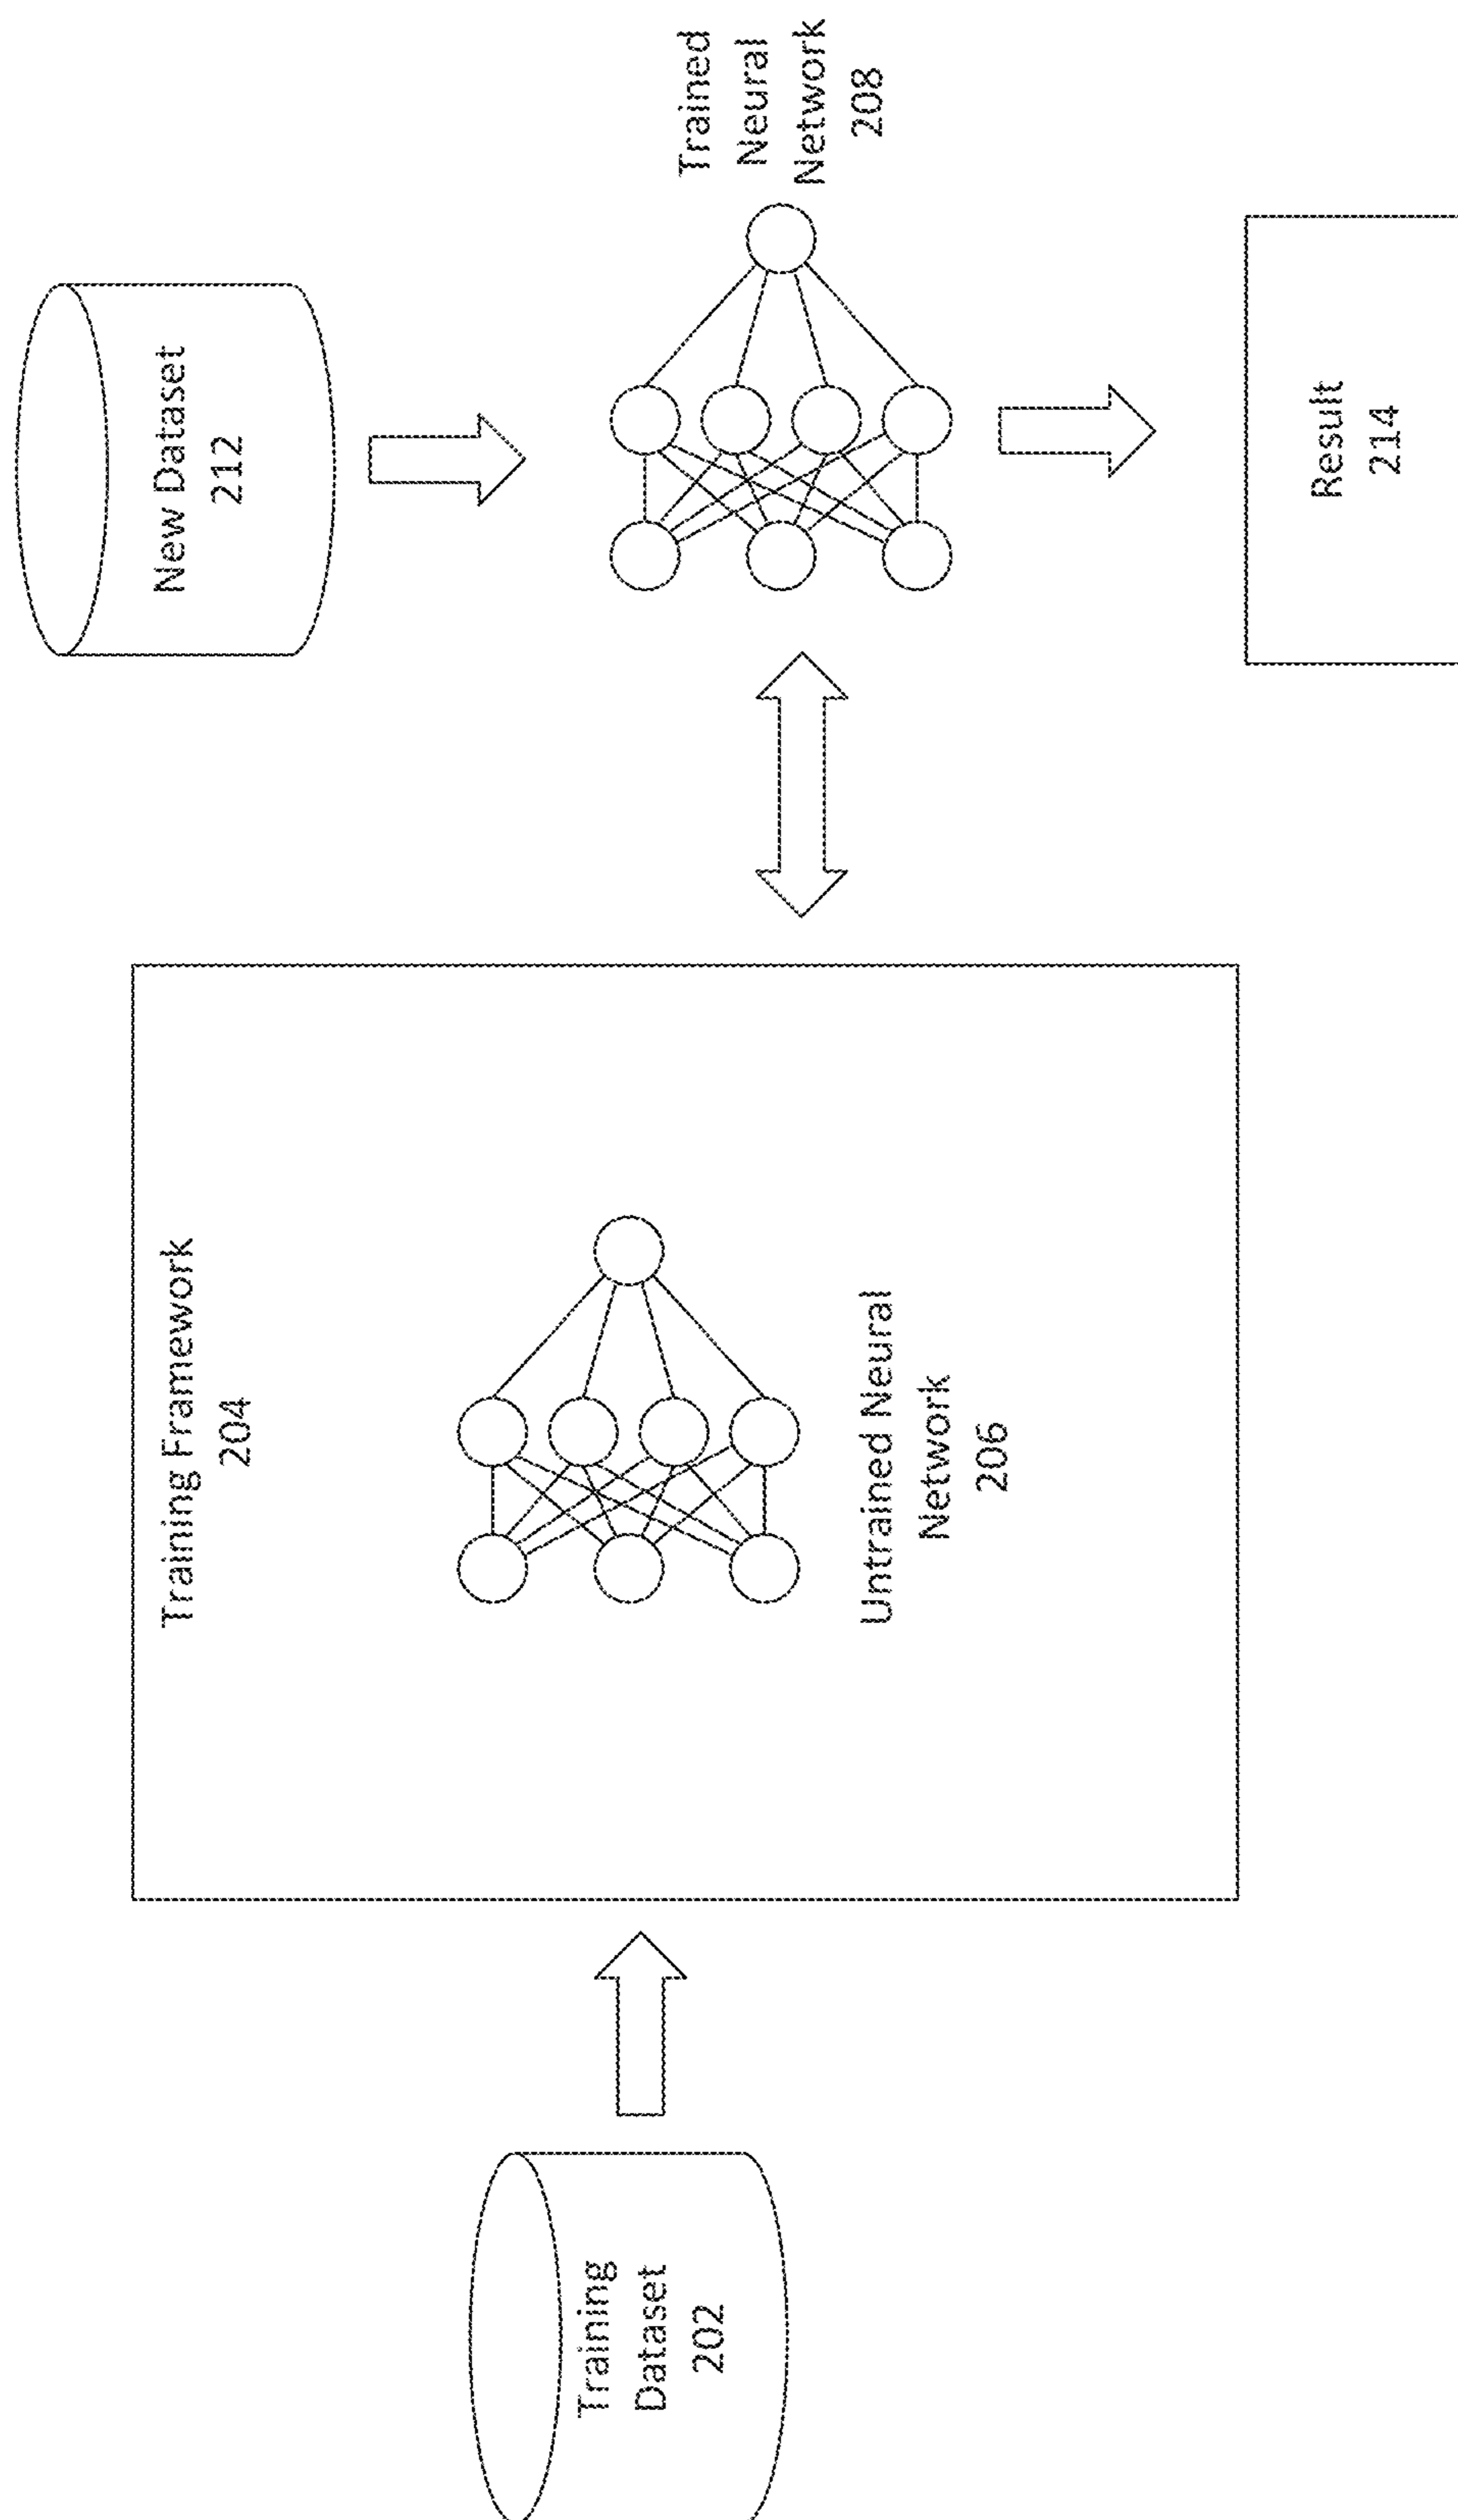 Training
Dataset
202
Training Framework
204
Untrained Neural
Network
206
New Dataset
212
Trained
Neural
Network
208
Result
214